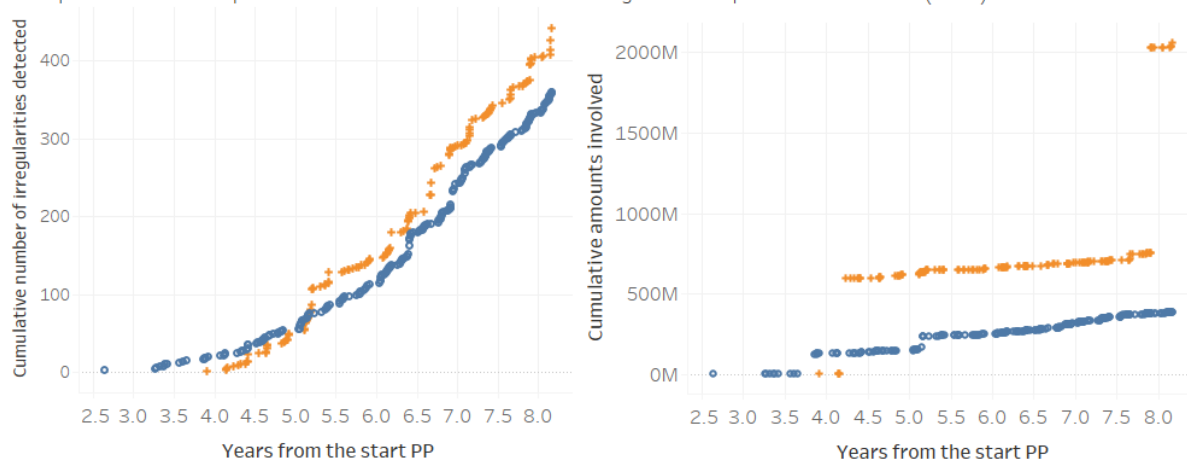 Cumulative number of irregularities detected
400
300
200
100
0
2.5 3.0 3.5 4.0 4.5 5.0 5.5 6.0 6.5 7.0 7.5 8.0
Years from the start PP
Cumulative amounts involved
2000M
1500M
1000M
500M
0M
2.5 3.0 3.5 4.0 4.5 5.0 5.5 6.0 6.5 7.0 7.5 8.0
Years from the start PP